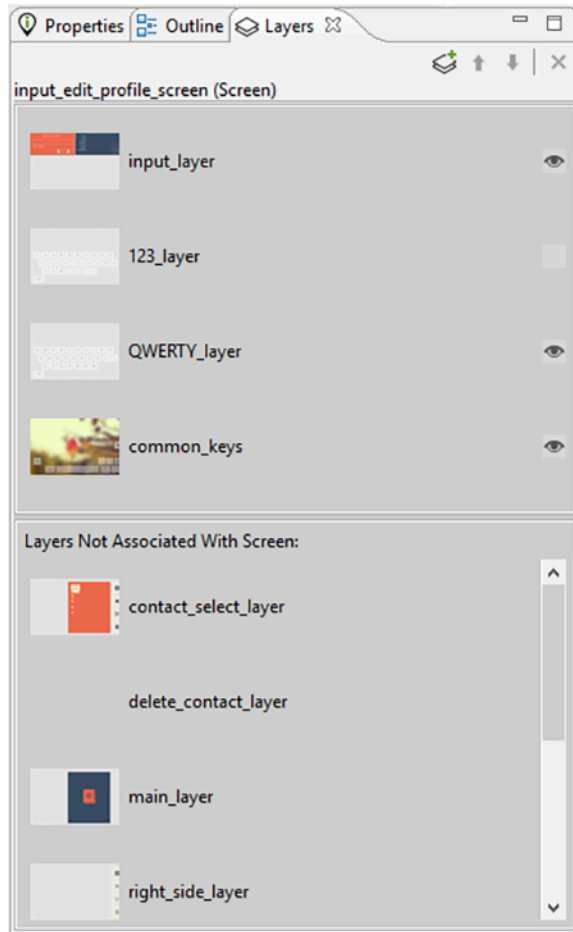 Properties Outline Layers
input_edit_profile_screen (Screen)
input_layer
123_layer
QWERTY_layer
common_keys
Layers Not Associated With Screen:
contact_select_layer
delete_contact_layer
main_layer
right_side_layer